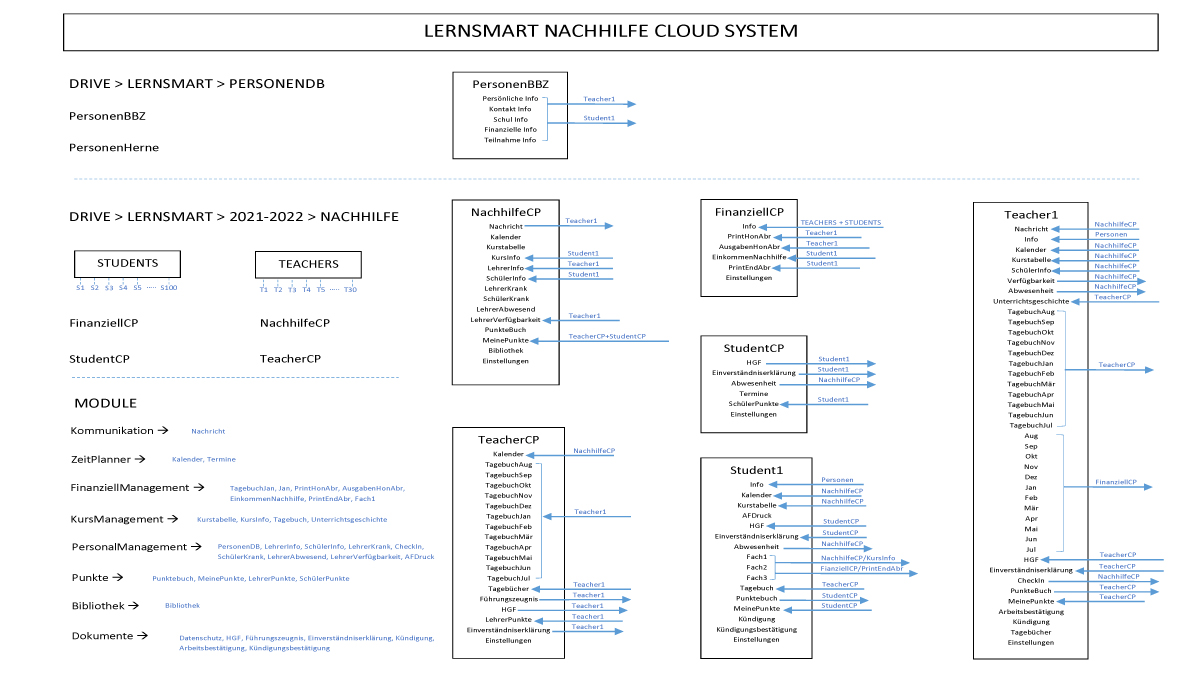 LERNSMART NACHHILFE CLOUD SYSTEM
DRIVE > LERNSMART > PERSONENDB
PersonenBBZ
PersonenHerne
PersonenBBZ
Persönliche Info
Kontakt Info
Schul Info
Finanzielle Info
Teilnahme Info
Teacher1
Student1
DRIVE > LERNSMART > 2021-2022 > NACHHILFE
STUDENTS
S1 S2 S3 S4 S5 ····· S100
TEACHERS
T1 T2 T3 T4 T5 ····· T30
FinanziellCP
NachhilfeCP
StudentCP
TeacherCP
MODULE
Kommunikation → Nachricht
ZeitPlanner → Kalender, Termine
FinanziellManagement → TagebuchJan, Jan, PrintHonAbr, AusgabenHonAbr,
EinkommenNachhilfe, PrintEndAbr, Fach1
KursManagement → Kurstabelle, KursInfo, Tagebuch, Unterrichtsgeschichte
PersonalManagement → PersonenDB, LehrerInfo, SchülerInfo, LehrerKrank, CheckIn,
SchülerKrank, LehrerAbwesend, LehrerVerfügbarkeit, AFDruck
Punkte → Punktebuch, MeinePunkte, LehrerPunkte, SchülerPunkte
Bibliothek → Bibliothek
Dokumente → Datenschutz, HGF, Führungszeugnis, Einverständniserklärung, Kündigung,
Arbeitsbestätigung, Kündigungsbestätigung
NachhilfeCP
Nachricht Teacher1
Kalender
Kurstabelle
KursInfo Student1
LehrerInfo Teacher1
SchülerInfo Student1
LehrerKrank
SchülerKrank
LehrerAbwesend
LehrerVerfügbarkeit Teacher1
PunkteBuch
MeinePunkte TeacherCP+StudentCP
Bibliothek
Einstellungen
TeacherCP
Kalender NachhilfeCP
TagebuchAug
TagebuchSep
TagebuchOkt
TagebuchNov
TagebuchDez
TagebuchJan Teacher1
TagebuchFeb
TagebuchMär
TagebuchApr
TagebuchMai
TagebuchJun
TagebuchJul
Tagebücher Teacher1
Führungszeugnis Teacher1
HGF Teacher1
LehrerPunkte Teacher1
Einverständniserklärung Teacher1
Einstellungen
FinanziellCP
Info TEACHERS + STUDENTS
PrintHonAbr Teacher1
AusgabenHonAbr Teacher1
EinkommenNachhilfe Student1
PrintEndAbr Student1
Einstellungen
StudentCP
HGF Student1
Einverständniserklärung Student1
Abwesenheit NachhilfeCP
Termine
SchülerPunkte Student1
Einstellungen
Student1
Info Personen
Kalender NachhilfeCP
Kurstabelle NachhilfeCP
AFDruck
HGF StudentCP
Einverständniserklärung StudentCP
Abwesenheit NachhilfeCP
Fach1 NachhilfeCP/KursInfo
Fach2 FianziellCP/PrintEndAbr
Fach3
Tagebuch TeacherCP
Punktebuch StudentCP
MeinePunkte StudentCP
Kündigung
Kündigungsbestätigung
Einstellungen
Teacher1
Nachricht NachhilfeCP
Info Personen
Kalender NachhilfeCP
Kurstabelle NachhilfeCP
SchülerInfo NachhilfeCP
Verfügbarkeit NachhilfeCP
Abwesenheit NachhilfeCP
Unterrichtsgeschichte TeacherCP
TagebuchAug
TagebuchSep
TagebuchOkt
TagebuchNov
TagebuchDez
TagebuchJan TeacherCP
TagebuchFeb
TagebuchMär
TagebuchApr
TagebuchMai
TagebuchJun
TagebuchJul
Aug
Sep
Okt
Nov
Dez
Jan FinanziellCP
Feb
Mär
Apr
Mai
Jun
Jul
HGF TeacherCP
Einverständniserklärung TeacherCP
CheckIn NachhilfeCP
PunkteBuch TeacherCP
MeinePunkte TeacherCP
Arbeitsbestätigung
Kündigung
Tagebücher
Einstellungen